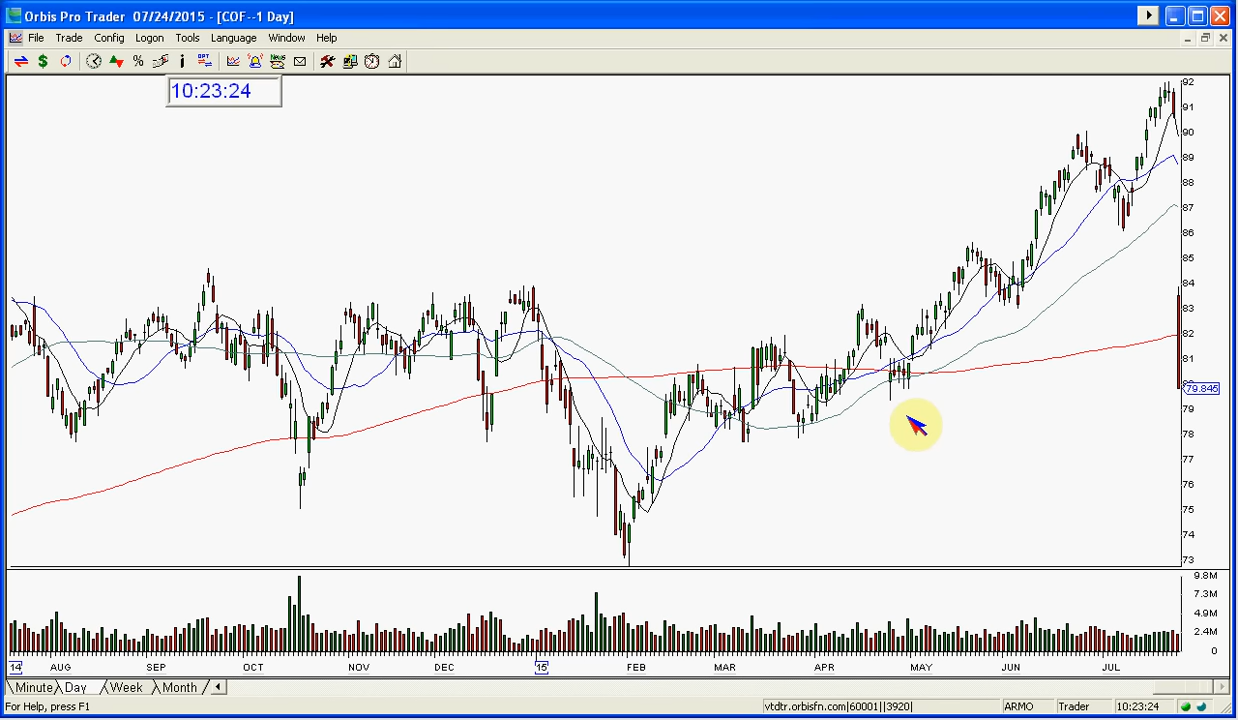 Orbis Pro Trader 07/24/2015 - [COF--1 Day]
File Trade Config Logon Tools Language Window Help
10:23:24
92
91
90
89
88
87
86
85
84
83
82
81
79.845
79
78
77
76
75
74
73
9.8M
7.3M
4.9M
2.4M
0
14 AUG SEP OCT NOV DEC 15 FEB MAR APR MAY JUN JUL
Minute Day Week Month
For Help, press F1 vtdtr.orbisfn.com|60001||3920| ARMO Trader 10:23:24